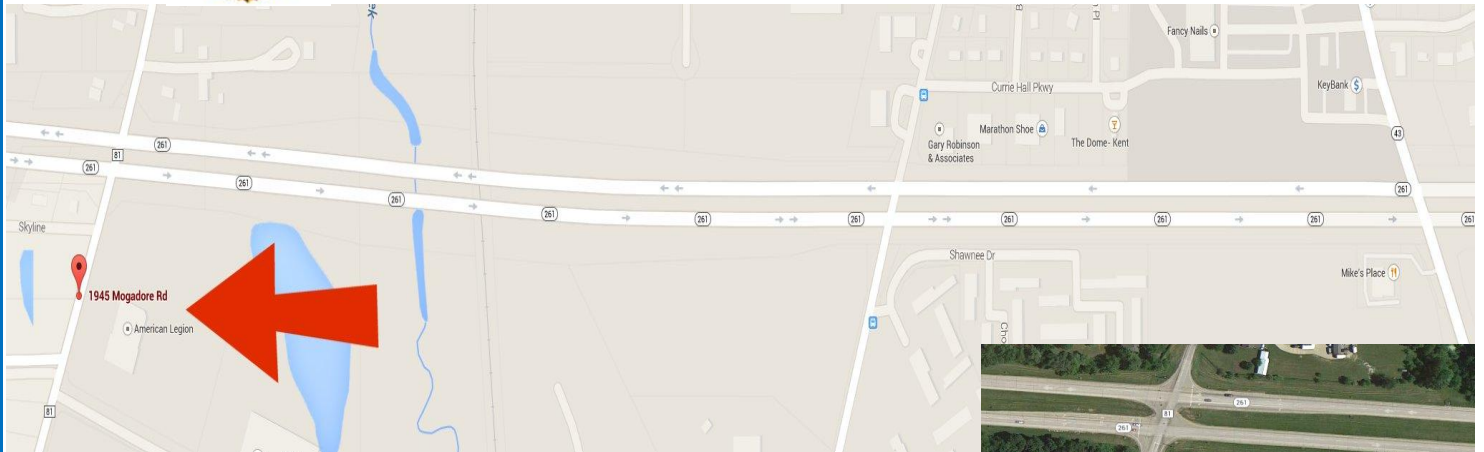 Fancy Nails
KeyBank
Currie Hall Pkwy
Marathon Shoe
The Dome- Kent
Gary Robinson
& Associates
43
81
261
261
261
261
261
261
261
261
261
261
261
261
261
Skyline
Shawnee Dr
Mike's Place
1945 Mogadore Rd
American Legion
81
261
81
261